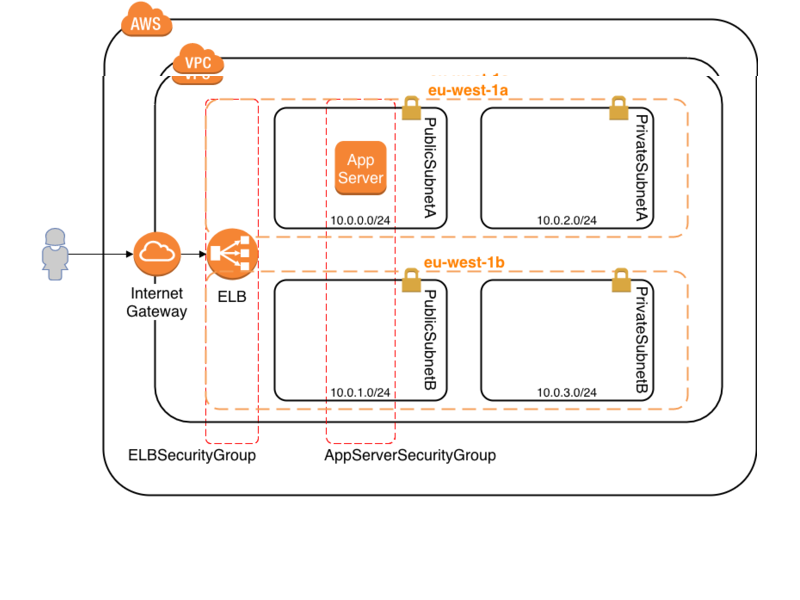 AWS
VPC
eu-west-1a
App
Server
PublicSubnetA
10.0.0.0/24
PrivateSubnetA
10.0.2.0/24
Internet
Gateway
ELB
eu-west-1b
PublicSubnetB
10.0.1.0/24
PrivateSubnetB
10.0.3.0/24
ELBSecurityGroup
AppServerSecurityGroup